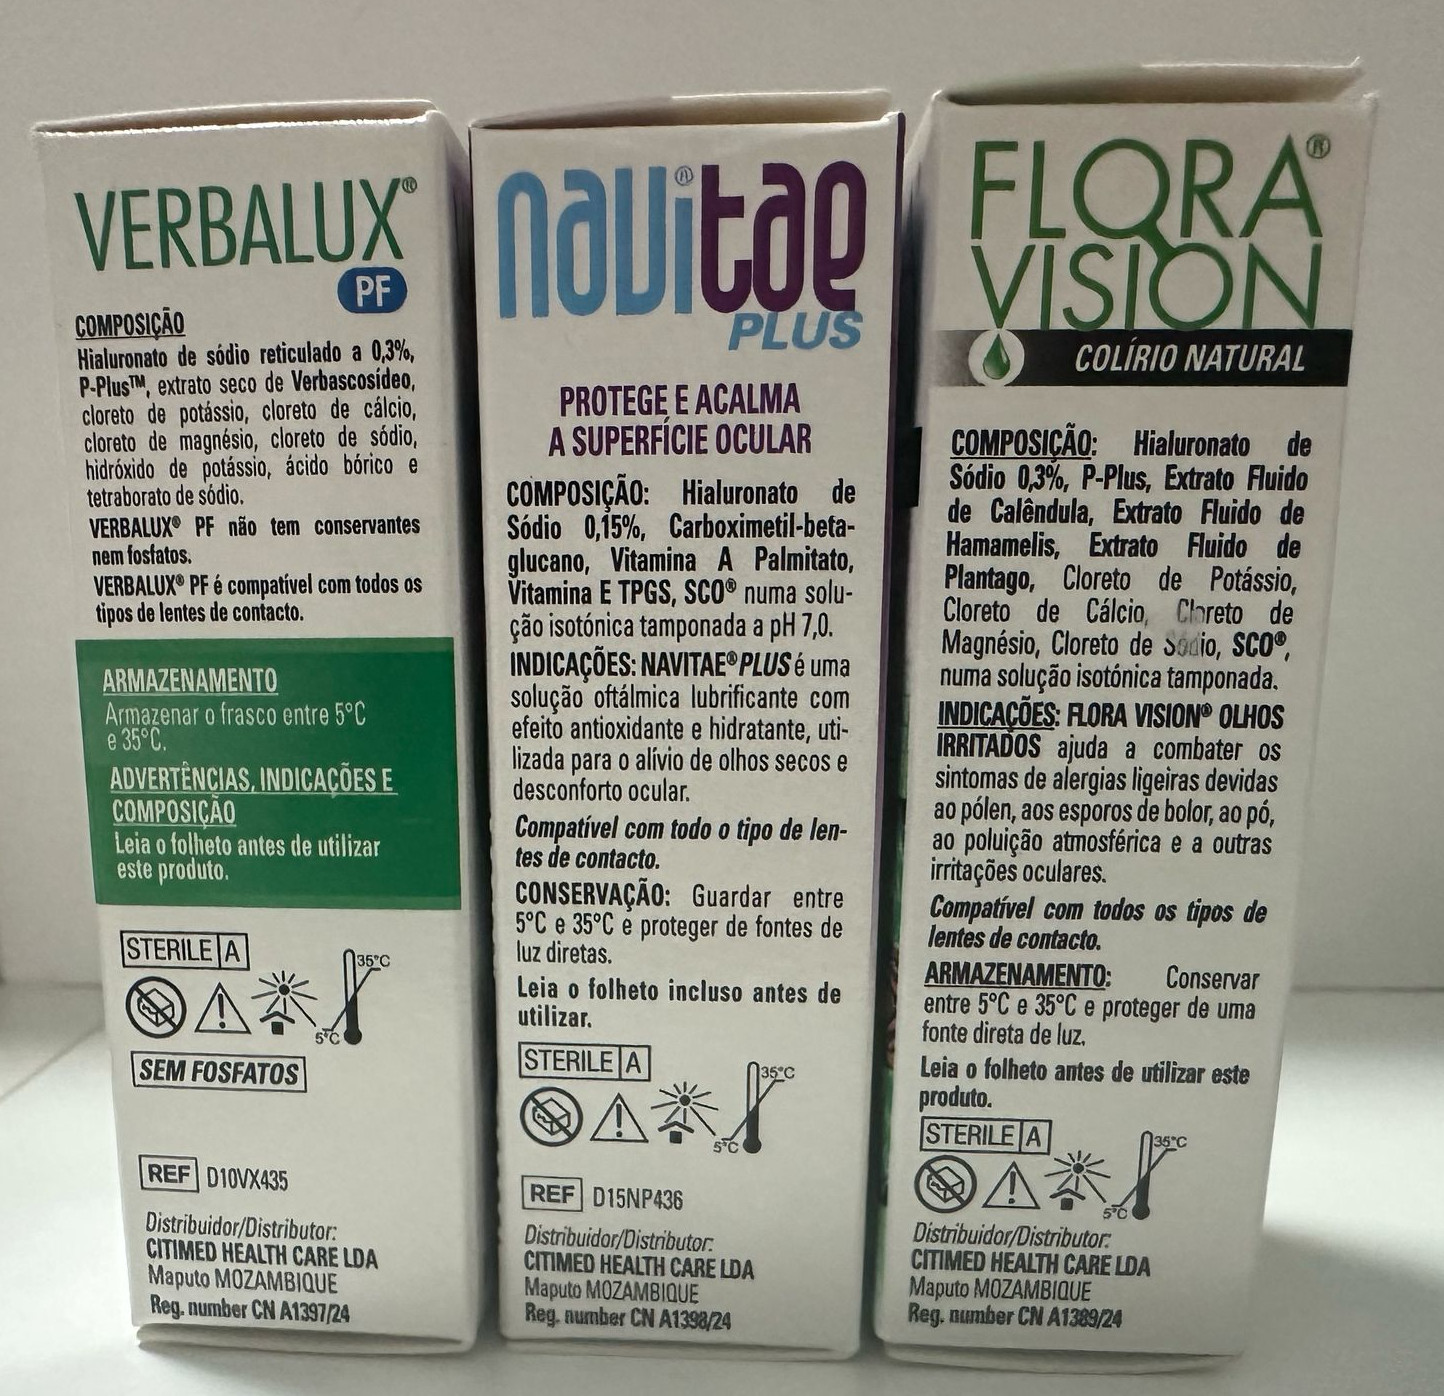 VERBALUX®
PF
COMPOSIÇÃO
Hialuronato de sódio reticulado a 0,3%,
P-Plus™, extrato seco de Verbascosídeo,
cloreto de potássio, cloreto de cálcio,
cloreto de magnésio, cloreto de sódio,
hidróxido de potássio, ácido bórico e
tetraborato de sódio.
VERBALUX® PF não tem conservantes
nem fosfatos.
VERBALUX® PF é compatível com todos os
tipos de lentes de contacto.
ARMAZENAMENTO
Armazenar o frasco entre 5°C
e 35°C.
ADVERTÊNCIAS, INDICAÇÕES E
COMPOSIÇÃO
Leia o folheto antes de utilizar
este produto.
STERILE A
35°C
5°C
SEM FOSFATOS
REF D10VX435
Distribuidor/Distributor:
CITIMED HEALTH CARE LDA
Maputo MOZAMBIQUE
Reg. number CN A1397/24
navitae®
PLUS
PROTEGE E ACALMA
A SUPERFÍCIE OCULAR
COMPOSIÇÃO: Hialuronato de
Sódio 0,15%, Carboximetil-beta-
glucano, Vitamina A Palmitato,
Vitamina E TPGS, SCO® numa solu-
ção isotónica tamponada a pH 7,0.
INDICAÇÕES: NAVITAE® PLUS é uma
solução oftálmica lubrificante com
efeito antioxidante e hidratante, uti-
lizada para o alívio de olhos secos e
desconforto ocular.
Compatível com todo o tipo de len-
tes de contacto.
CONSERVAÇÃO: Guardar entre
5°C e 35°C e proteger de fontes de
luz diretas.
Leia o folheto incluso antes de
utilizar.
STERILE A
35°C
5°C
REF D15NP436
Distribuidor/Distributor:
CITIMED HEALTH CARE LDA
Maputo MOZAMBIQUE
Reg. number CN A1398/24
FLORA®
VISION
COLÍRIO NATURAL
COMPOSIÇÃO: Hialuronato de
Sódio 0,3%, P-Plus, Extrato Fluido
de Calêndula, Extrato Fluido de
Hamamelis, Extrato Fluido de
Plantago, Cloreto de Potássio,
Cloreto de Cálcio, Cloreto de
Magnésio, Cloreto de Sódio, SCO®,
numa solução isotónica tamponada.
INDICAÇÕES: FLORA VISION® OLHOS
IRRITADOS ajuda a combater os
sintomas de alergias ligeiras devidas
ao pólen, aos esporos de bolor, ao pó,
ao poluição atmosférica e a outras
irritações oculares.
Compatível com todos os tipos de
lentes de contacto.
ARMAZENAMENTO: Conservar
entre 5°C e 35°C e proteger de uma
fonte direta de luz.
Leia o folheto antes de utilizar este
produto.
STERILE A
35°C
5°C
Distribuidor/Distributor:
CITIMED HEALTH CARE LDA
Maputo MOZAMBIQUE
Reg. number CN A1389/24